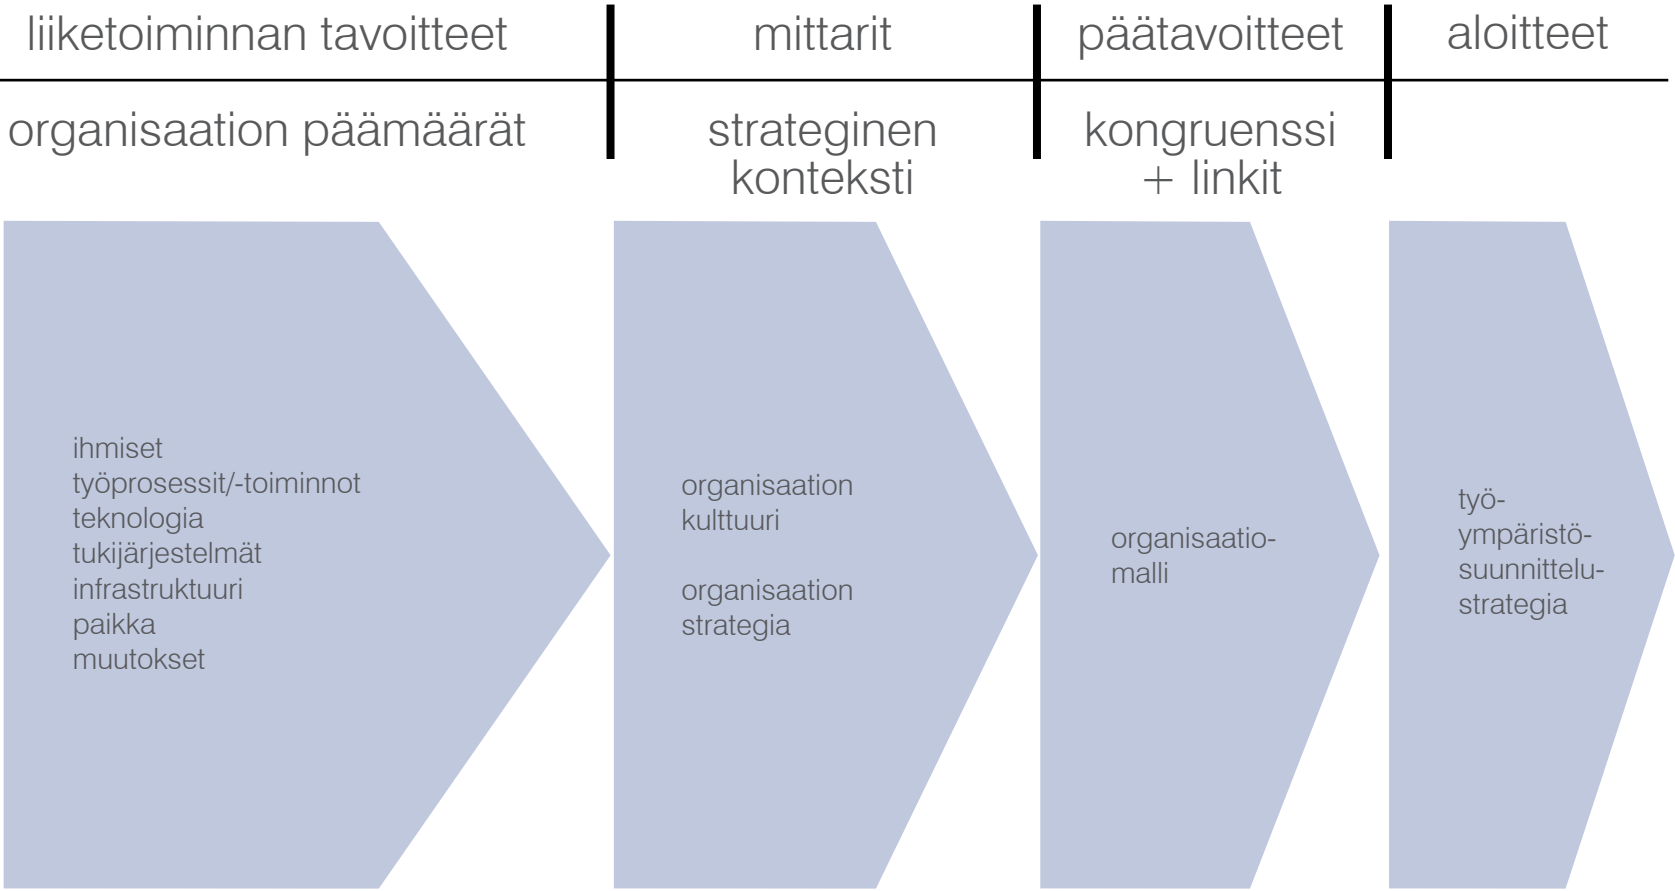 liiketoiminnan tavoitteet
mittarit
päätavoitteet
aloitteet
organisaation päämäärät
strateginen
konteksti
kongruenssi
+ linkit
ihmiset
työprosessit/-toiminnot
teknologia
tukijärjestelmät
infrastruktuuri
paikka
muutokset
organisaation
kulttuuri
organisaation
strategia
organisaatio-
malli
työ-
ympäristö-
suunnittelu-
strategia